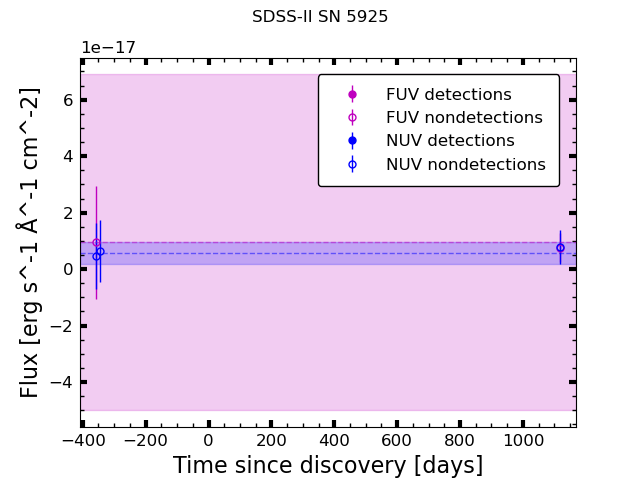 SDSS-II SN 5925
1e−17
FUV detections
FUV nondetections
NUV detections
NUV nondetections
6
4
2
0
−2
−4
Flux [erg s^-1 Å^-1 cm^-2]
−400 −200 0 200 400 600 800 1000
Time since discovery [days]